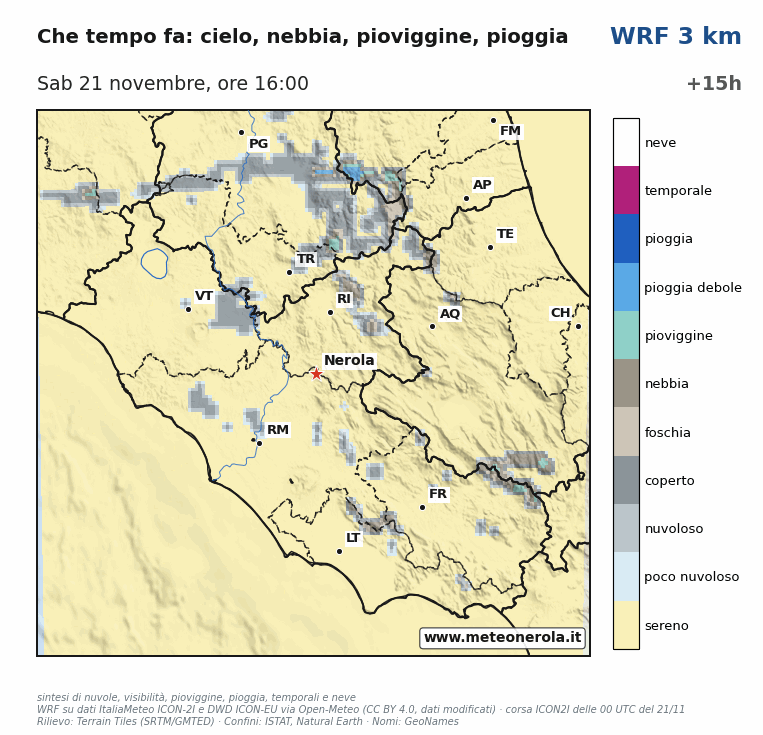 Che tempo fa: cielo, nebbia, pioviggine, pioggia
WRF 3 km
Sab 21 novembre, ore 16:00
+15h
FM
PG
AP
TE
TR
VT
RI
AQ
CH
Nerola
RM
FR
LT
www.meteonerola.it
neve
temporale
pioggia
pioggia debole
pioviggine
nebbia
foschia
coperto
nuvoloso
poco nuvoloso
sereno
sintesi di nuvole, visibilità, pioviggine, pioggia, temporali e neve
WRF su dati ItaliaMeteo ICON-2I e DWD ICON-EU via Open-Meteo (CC BY 4.0, dati modificati) · corsa ICON2I delle 00 UTC del 21/11
Rilievo: Terrain Tiles (SRTM/GMTED) · Confini: ISTAT, Natural Earth · Nomi: GeoNames